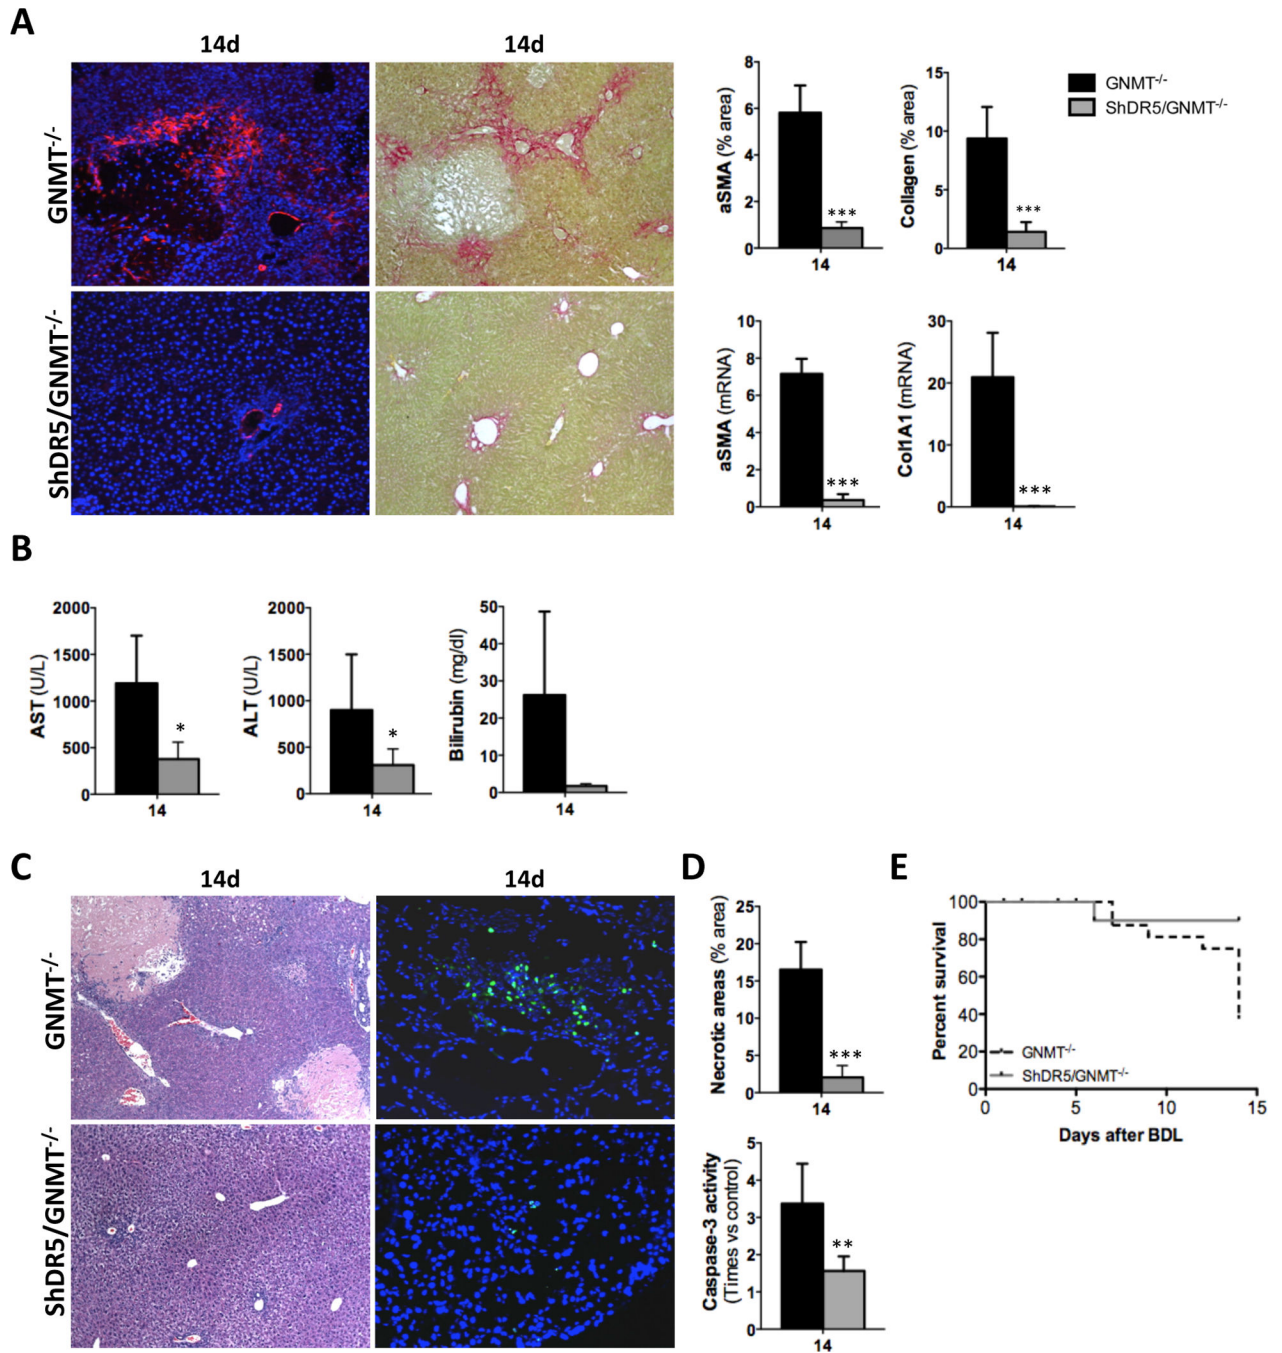 A
14d
14d
GNMT-/-
ShDR5/GNMT-/-
aSMA (% area)
8
6
4
2
0
***
14
Collagen (% area)
15
10
5
0
***
14
GNMT-/-
ShDR5/GNMT-/-
aSMA (mRNA)
10
8
6
4
2
0
***
14
Col1A1 (mRNA)
30
20
10
0
***
14
B
AST (U/L)
2000
1500
1000
500
0
*
14
ALT (U/L)
2000
1500
1000
500
0
*
14
Bilirubin (mg/dl)
50
40
30
20
10
0
14
C
14d
14d
GNMT-/-
ShDR5/GNMT-/-
D
Necrotic areas (% area)
25
20
15
10
5
0
***
14
Caspase-3 activity
(Times vs control)
5
4
3
2
1
0
**
14
E
Percent survival
100
80
60
40
20
0
GNMT-/-
ShDR5/GNMT-/-
0 5 10 15
Days after BDL